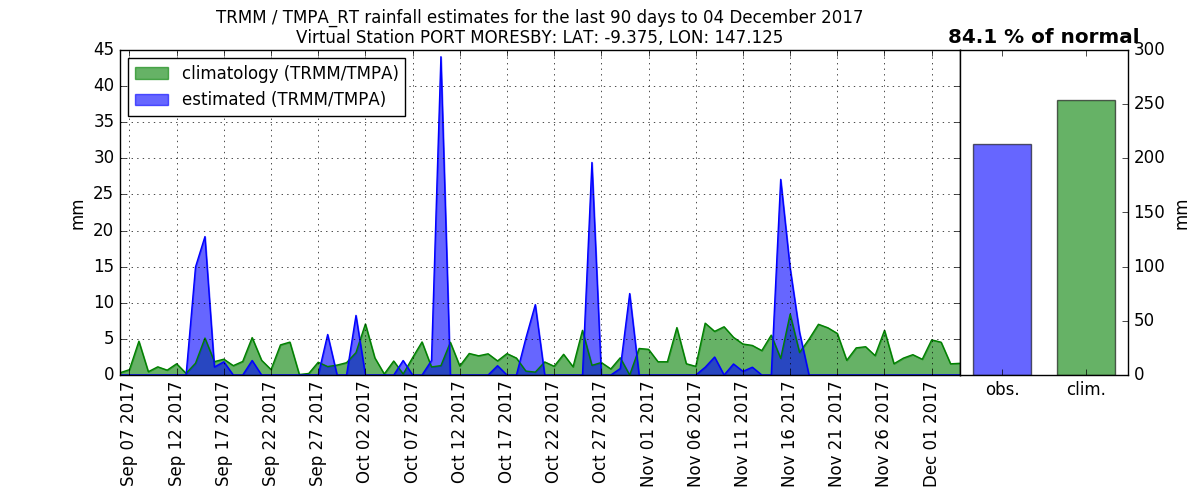 TRMM / TMPA_RT rainfall estimates for the last 90 days to 04 December 2017
Virtual Station PORT MORESBY: LAT: -9.375, LON: 147.125
84.1 % of normal
climatology (TRMM/TMPA)
estimated (TRMM/TMPA)
45
40
35
30
25
20
15
10
5
0
mm
Sep 07 2017
Sep 12 2017
Sep 17 2017
Sep 22 2017
Sep 27 2017
Oct 02 2017
Oct 07 2017
Oct 12 2017
Oct 17 2017
Oct 22 2017
Oct 27 2017
Nov 01 2017
Nov 06 2017
Nov 11 2017
Nov 16 2017
Nov 21 2017
Nov 26 2017
Dec 01 2017
300
250
200
150
100
50
0
mm
obs.
clim.